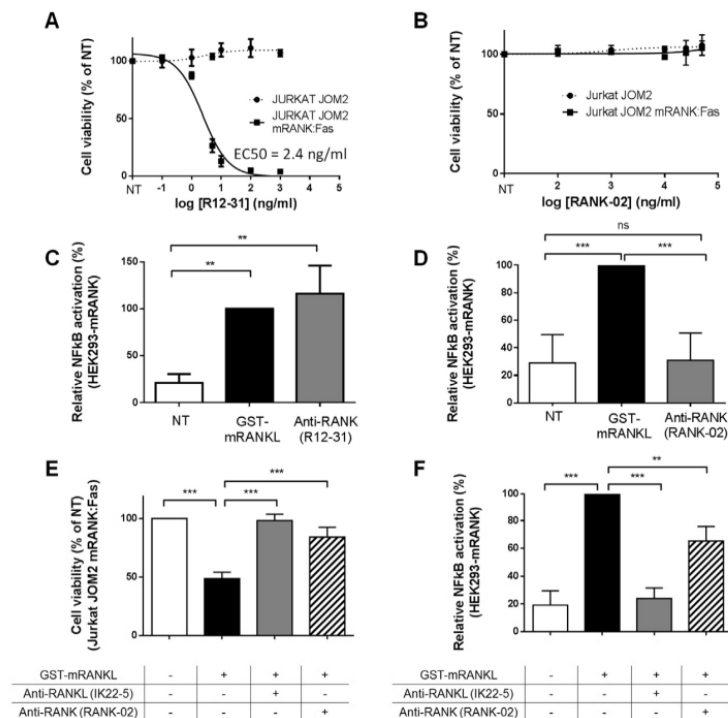 A
Cell viability (% of NT)
100
50
0
JURKAT JOM2
JURKAT JOM2
mRANK:Fas
EC50 = 2.4 ng/ml
NT -1 0 1 2 3 4 5
log [R12-31] (ng/ml)
B
Cell viability (% of NT)
100
50
0
Jurkat JOM2
Jurkat JOM2 mRANK:Fas
NT 2 3 4 5
log [RANK-02] (ng/ml)
C
Relative NFkB activation (%)
(HEK293-mRANK)
150
100
50
0
**
**
NT GST-mRANKL Anti-RANK (R12-31)
D
Relative NFkB activation (%)
(HEK293-mRANK)
100
80
60
40
20
0
ns
*** ***
NT GST-mRANKL Anti-RANK (RANK-02)
E
Cell viability (% of NT)
(Jurkat JOM2 mRANK:Fas)
100
50
0
***
*** ***
GST-mRANKL - + + +
Anti-RANKL (IK22-5) +
Anti-RANK (RANK-02) +
F
Relative NFkB activation (%)
(HEK293-mRANK)
100
80
60
40
20
0
**
*** ***
GST-mRANKL - + + +
Anti-RANKL (IK22-5) - - + -
Anti-RANK (RANK-02) - - - +